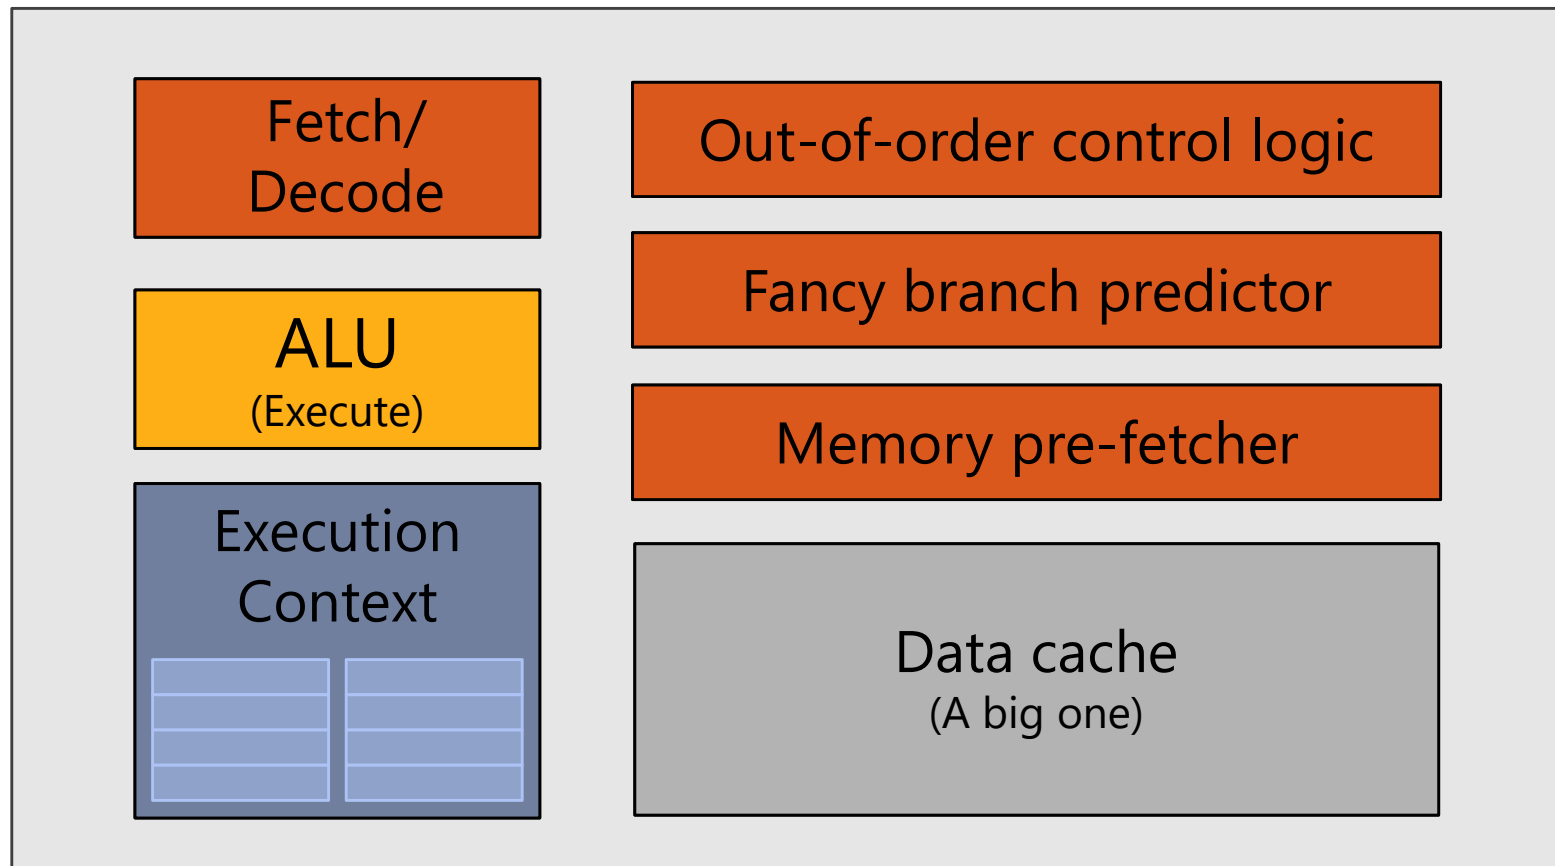 Fetch/
Decode
ALU
(Execute)
Execution
Context
Out-of-order control logic
Fancy branch predictor
Memory pre-fetcher
Data cache
(A big one)